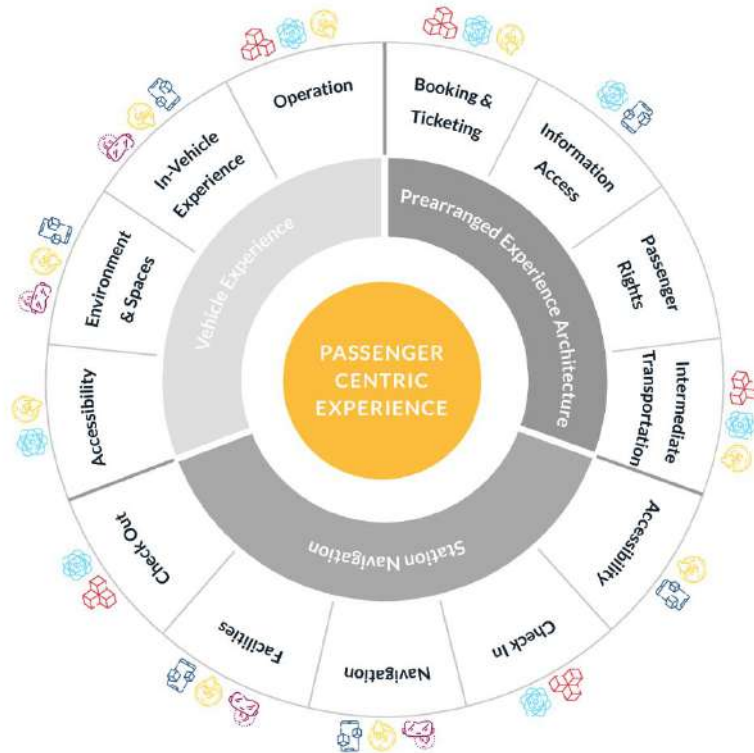 PASSENGER
CENTRIC
EXPERIENCE
Prearranged Experience Architecture
Booking &
Ticketing
Information
Access
Passenger
Rights
Intermediate
Transportation
Station Navigation
Accessibility
Check In
Navigation
Facilities
Check Out
Vehicle Experience
Accessibility
Environment
& Spaces
In-Vehicle
Experience
Operation